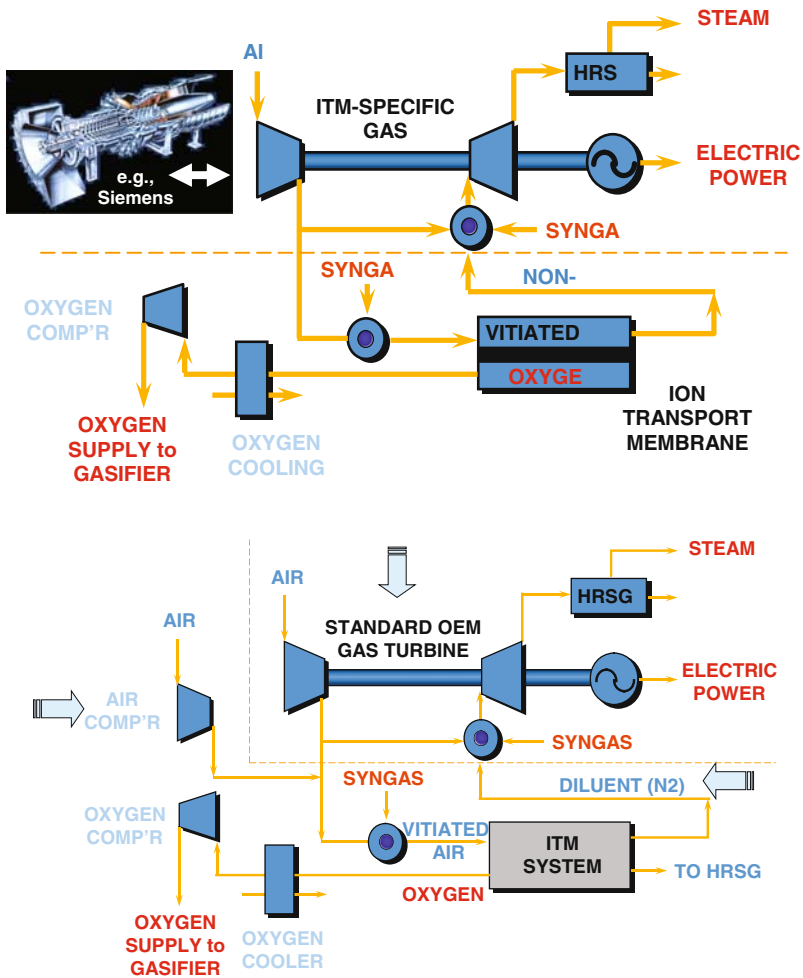 STEAM
AI
HRS
ITM-SPECIFIC
GAS
e.g.,
Siemens
ELECTRIC
POWER
SYNGA
SYNGA
NON-
OXYGEN
COMP'R
VITIATED
OXYGE
OXYGEN
SUPPLY to
GASIFIER
OXYGEN
COOLING
ION
TRANSPORT
MEMBRANE
STEAM
AIR
HRSG
AIR
STANDARD OEM
GAS TURBINE
ELECTRIC
POWER
AIR
COMP'R
SYNGAS
SYNGAS
DILUENT (N2)
OXYGEN
COMP'R
VITIATED
AIR
ITM
SYSTEM
TO HRSG
OXYGEN
OXYGEN
SUPPLY to
GASIFIER
OXYGEN
COOLER